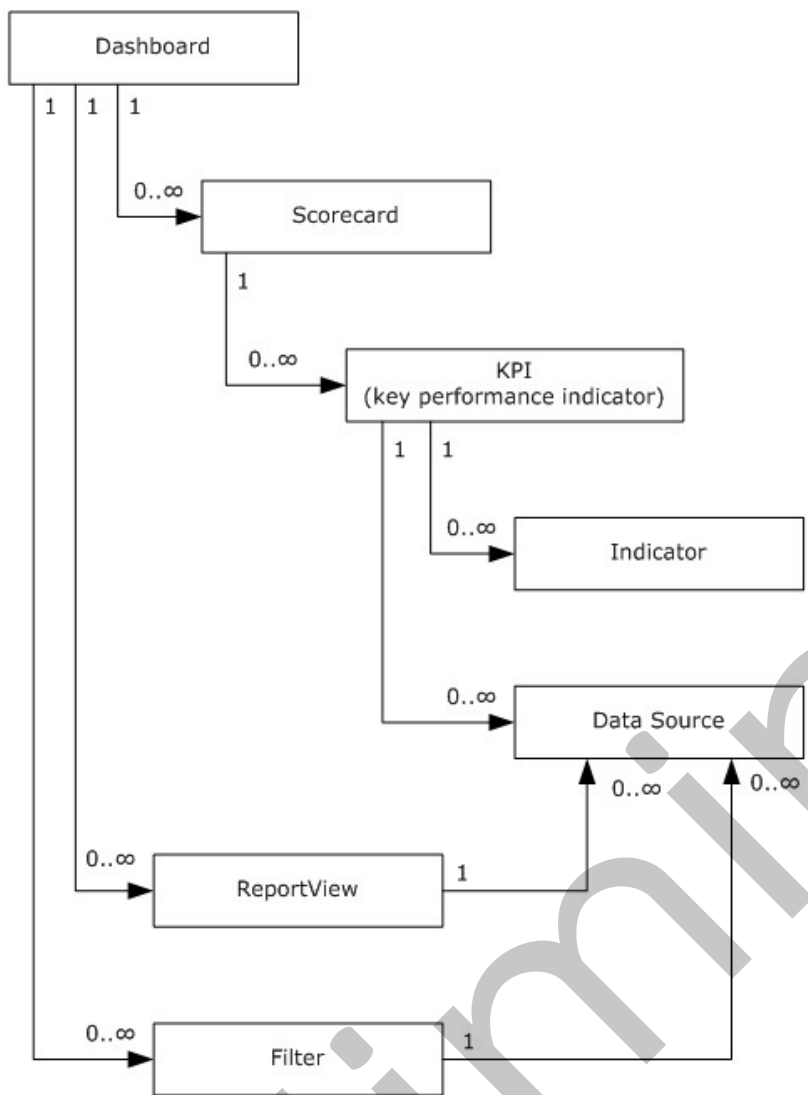 Dashboard
1
1
1
0..∞
Scorecard
1
0..∞
KPI
(key performance indicator)
1
1
0..∞
Indicator
0..∞
Data Source
0..∞
0..∞
0..∞
ReportView
1
0..∞
Filter
1